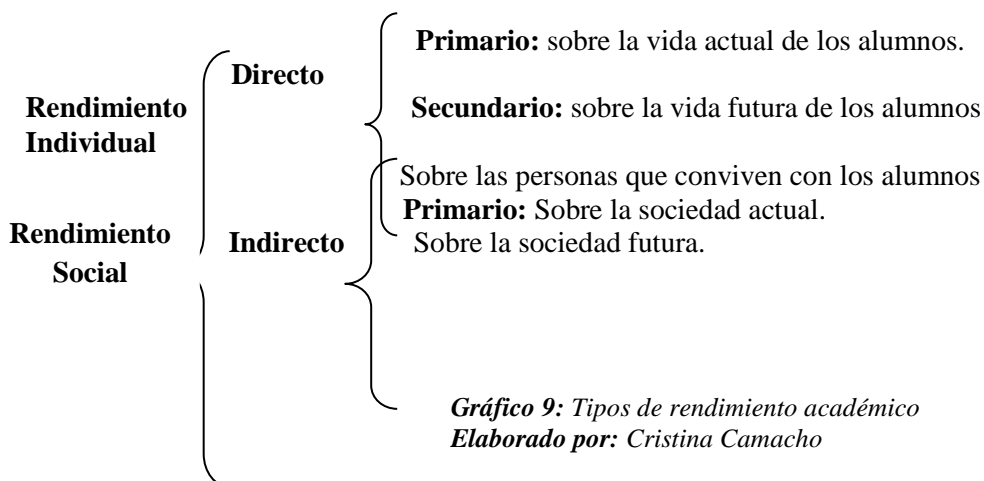 Primario: sobre la vida actual de los alumnos.
Directo
Rendimiento
Individual
Secundario: sobre la vida futura de los alumnos
Sobre las personas que conviven con los alumnos
Primario: Sobre la sociedad actual.
Rendimiento
Social
Indirecto
Sobre la sociedad futura.
Gráfico 9: Tipos de rendimiento académico
Elaborado por: Cristina Camacho